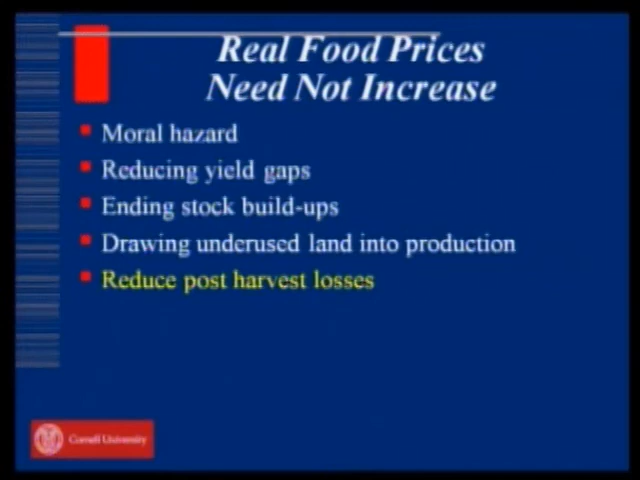 Real Food Prices
Need Not Increase
Moral hazard
Reducing yield gaps
Ending stock build-ups
Drawing underused land into production
Reduce post harvest losses
Cornell University